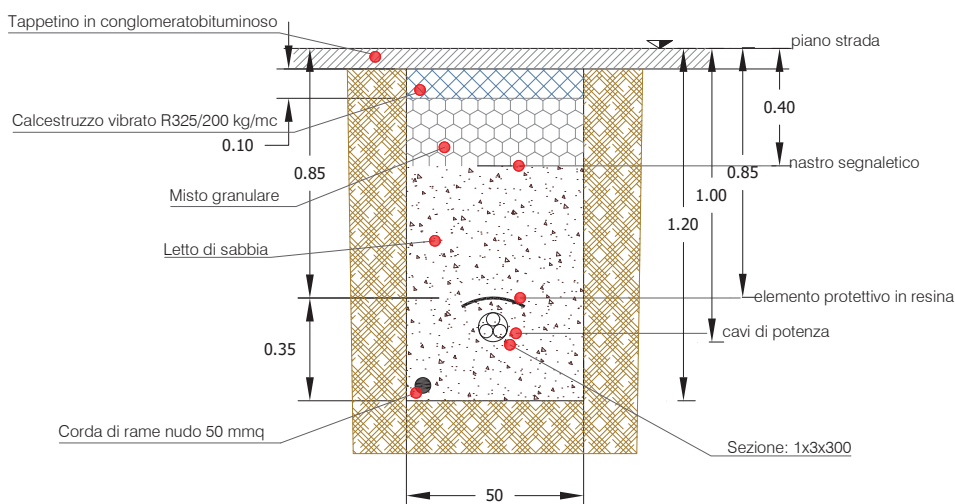 Tappetino in conglomeratobituminoso
piano strada
0.40
Calcestruzzo vibrato R325/200 kg/mc
0.10
0.85
nastro segnaletico
0.85
Misto granulare
1.00
1.20
Letto di sabbia
elemento protettivo in resina
cavi di potenza
0.35
Corda di rame nudo 50 mmq
Sezione: 1x3x300
50